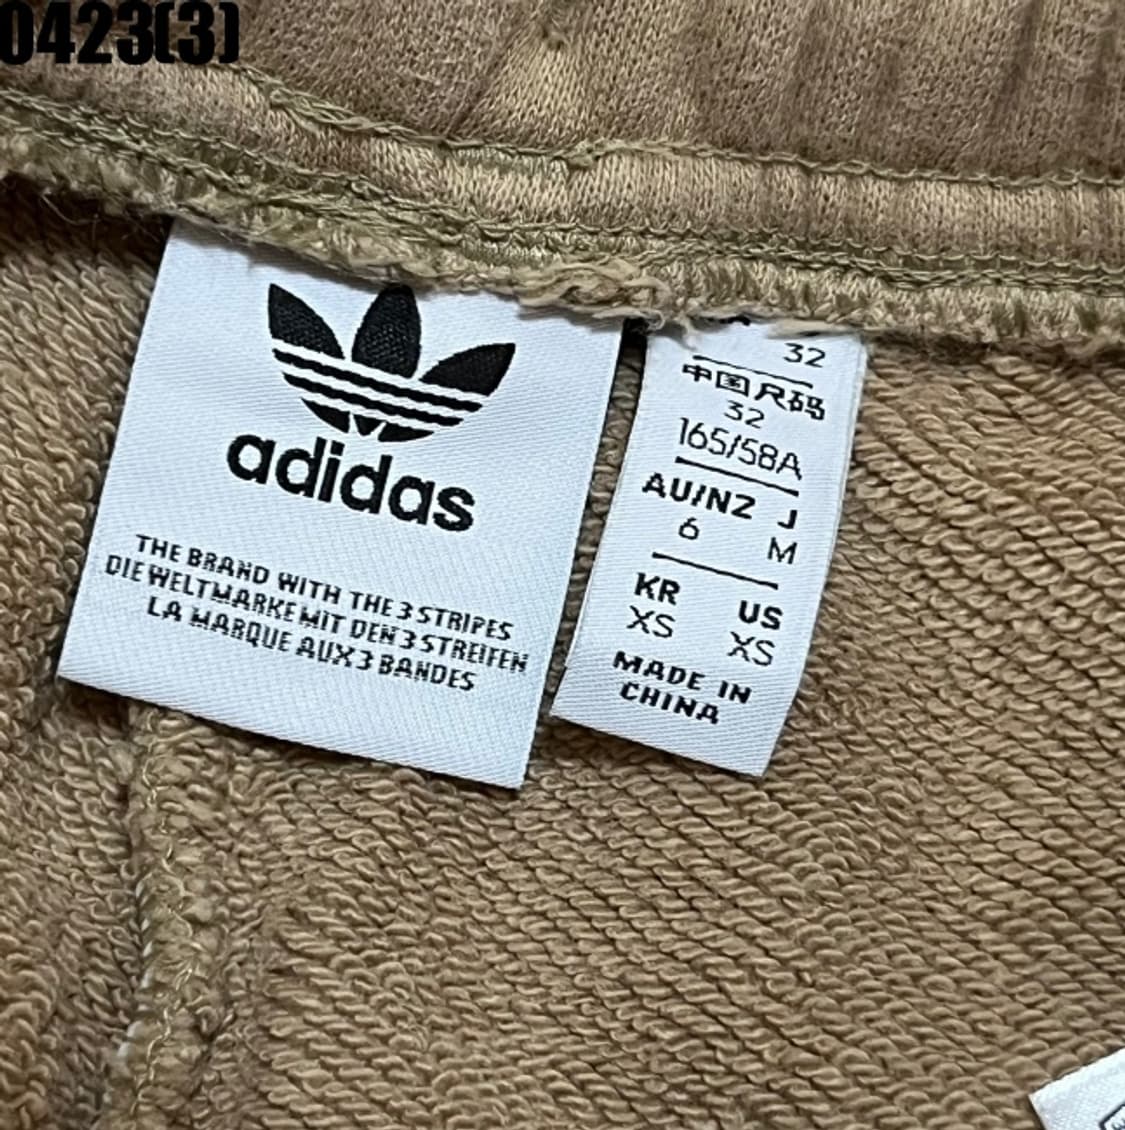 0423(3)
adidas
THE BRAND WITH THE 3 STRIPES
DIE WELTMARKE MIT DEN 3 STREIFEN
LA MARQUE AUX 3 BANDES
32
中国尺码
32
165/58A
AU/NZ J
6 M
KR US
XS XS
MADE IN
CHINA